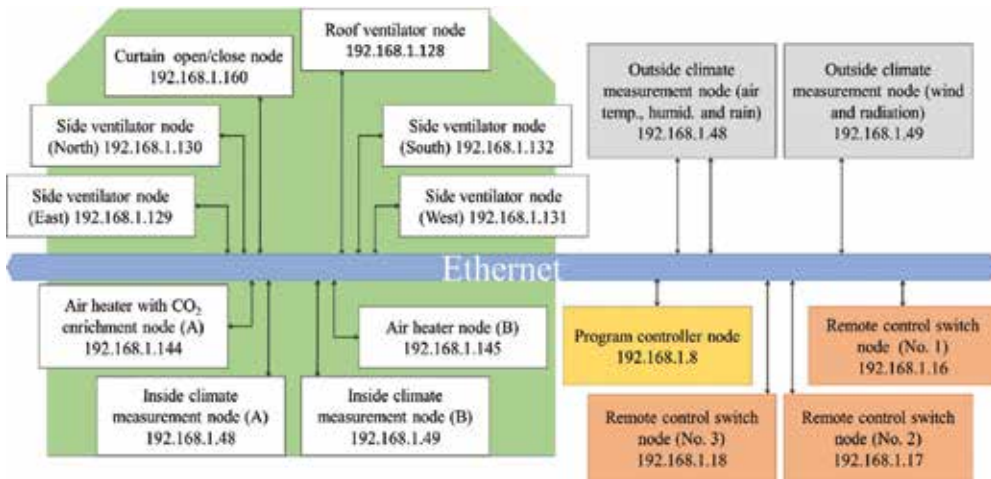 Roof ventilator node
192.168.1.128
Curtain open/close node
192.168.1.160
Outside climate
measurement node (air
temp., humid. and rain)
192.168.1.48
Outside climate
measurement node (wind
and radiation)
192.168.1.49
Side ventilator node
(North) 192.168.1.130
Side ventilator node
(South) 192.168.1.132
Side ventilator node
(East) 192.168.1.129
Side ventilator node
(West) 192.168.1.131
Ethernet
Air heater with CO₂
enrichment node (A)
192.168.1.144
Air heater node (B)
192.168.1.145
Program controller node
192.168.1.8
Remote control switch
node (No. 1)
192.168.1.16
Inside climate
measurement node (A)
192.168.1.48
Inside climate
measurement node (B)
192.168.1.49
Remote control switch
node (No. 3)
192.168.1.18
Remote control switch
node (No. 2)
192.168.1.17